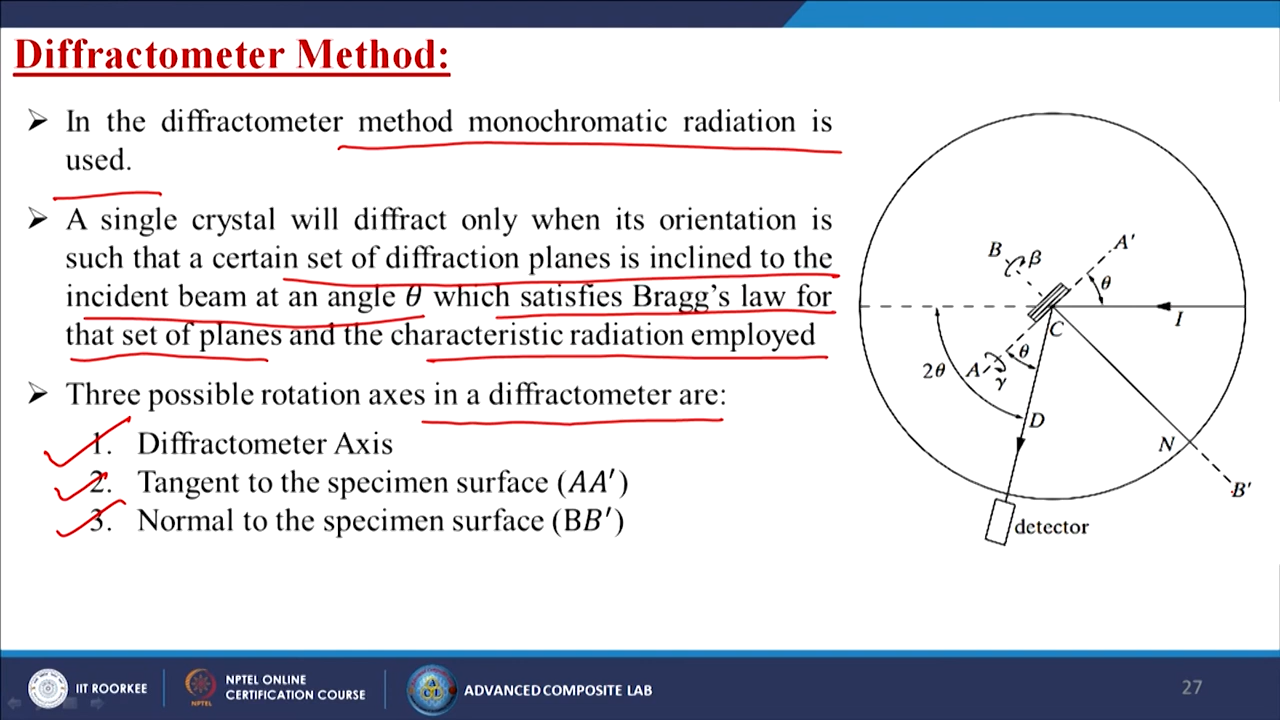 Diffractometer Method:
➢ In the diffractometer method monochromatic radiation is
used.
➢ A single crystal will diffract only when its orientation is
such that a certain set of diffraction planes is inclined to the
incident beam at an angle θ which satisfies Bragg's law for
that set of planes and the characteristic radiation employed
➢ Three possible rotation axes in a diffractometer are:
1. Diffractometer Axis
2. Tangent to the specimen surface (AA′)
3. Normal to the specimen surface (BB′)
A′
B β
θ
I
C
θ
2θ A
γ
D
N
B′
detector
IIT ROORKEE
NPTEL
NPTEL ONLINE
CERTIFICATION COURSE
ACL
ADVANCED COMPOSITE LAB
27